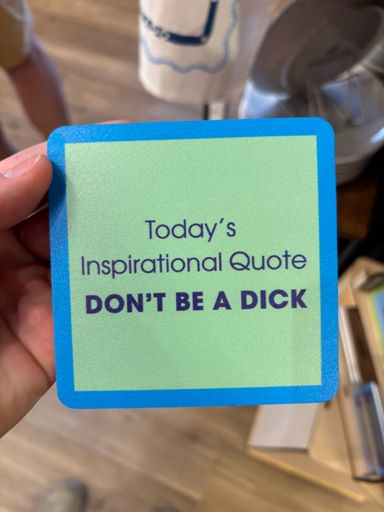 Today's
Inspirational Quote
DON'T BE A DICK